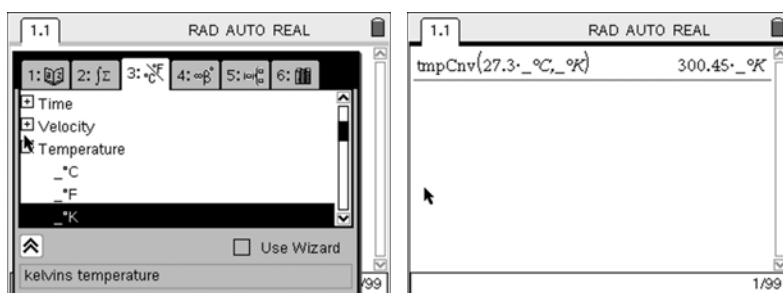 1.1 RAD AUTO REAL
1: 2: ∫Σ 3: °C°F 4: ∞β° 5: 6:
Time
Velocity
Temperature
_°C
_°F
_°K
Use Wizard
kelvins temperature
/99
1.1 RAD AUTO REAL
tmpCnv(27.3·_°C,_°K) 300.45·_°K
1/99